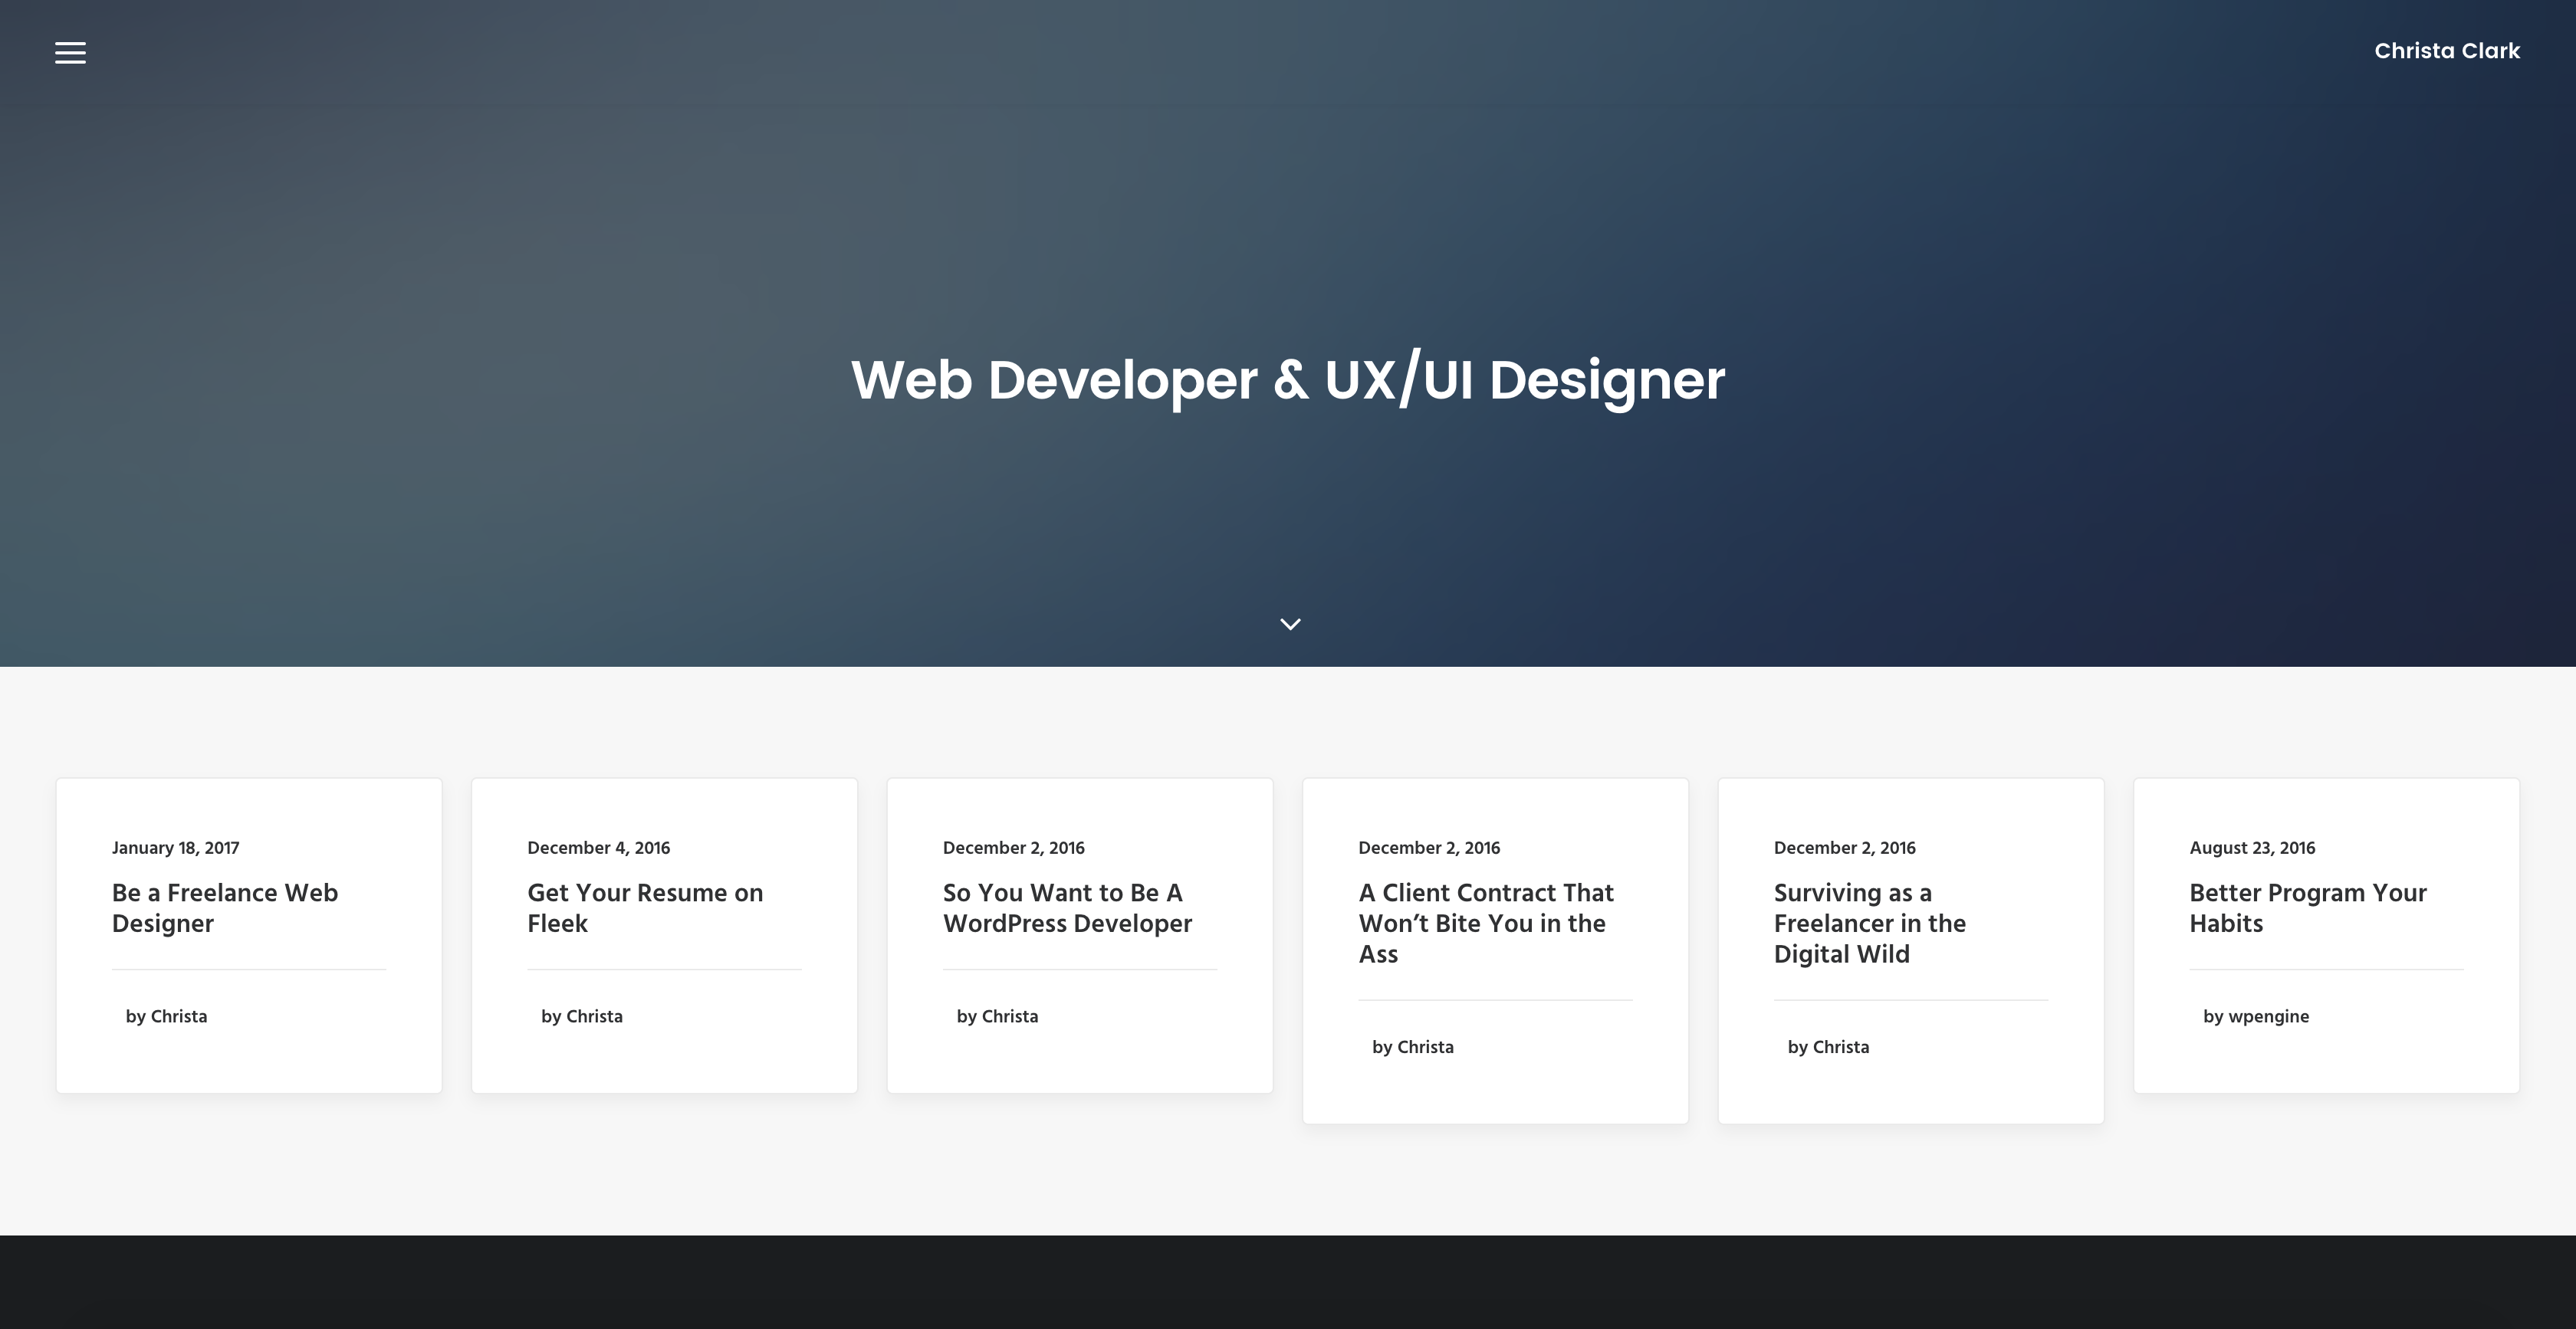 Christa Clark
Web Developer & UX/UI Designer
January 18, 2017
Be a Freelance Web
Designer
by Christa
December 4, 2016
Get Your Resume on
Fleek
by Christa
December 2, 2016
So You Want to Be A
WordPress Developer
by Christa
December 2, 2016
A Client Contract That
Won’t Bite You in the
Ass
by Christa
December 2, 2016
Surviving as a
Freelancer in the
Digital Wild
by Christa
August 23, 2016
Better Program Your
Habits
by wpengine